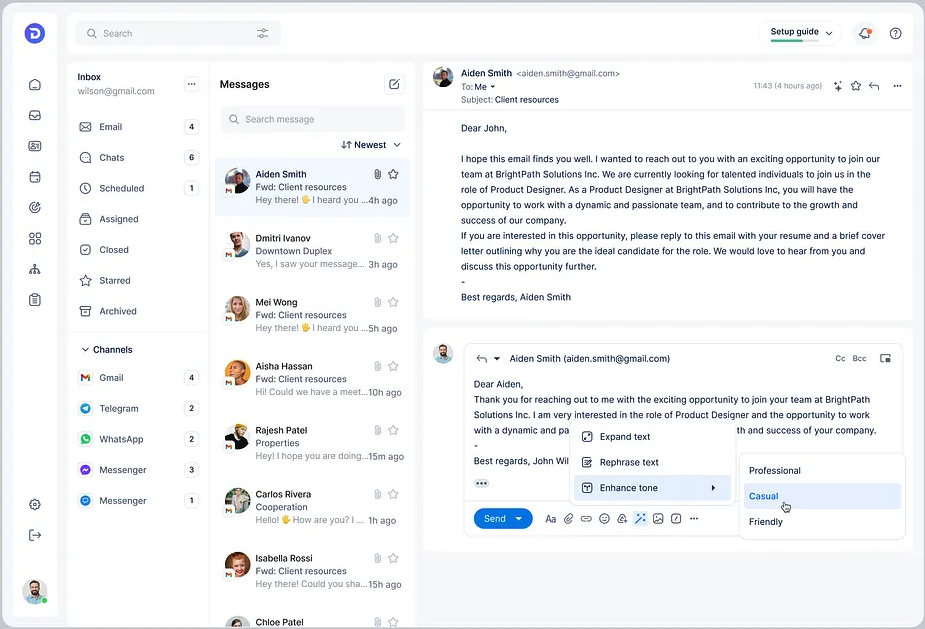 Search
Setup guide
Inbox
wilson@gmail.com
Email 4
Chats 6
Scheduled 1
Assigned
Closed
Starred
Archived
Channels
Gmail 4
Telegram 2
WhatsApp 2
Messenger 3
Messenger 1
Messages
Search message
Newest
Aiden Smith
Fwd: Client resources
Hey there! 🖐 I heard you ... 4h ago
Dmitri Ivanov
Downtown Duplex
Yes, I saw your message... 3h ago
Mei Wong
Fwd: Client resources
Hey there! 🖐 I heard you ... 5h ago
Aisha Hassan
Fwd: Client resources
Hi! Could we have a meet... 10h ago
Rajesh Patel
Properties
Hey! I hope you are doing... 15m ago
Carlos Rivera
Cooperation
Hello! 🖐 How are you? I ... 1h ago
Isabella Rossi
Fwd: Client resources
Hey there! Could you sha... 15h ago
Chloe Patel
Aiden Smith <aiden.smith@gmail.com>
To: Me
Subject: Client resources
11:43 (4 hours ago)
Dear John,
I hope this email finds you well. I wanted to reach out to you with an exciting opportunity to join our
team at BrightPath Solutions Inc. We are currently looking for talented individuals to join us in the
role of Product Designer. As a Product Designer at BrightPath Solutions Inc, you will have the
opportunity to work with a dynamic and passionate team, and to contribute to the growth and
success of our company.
If you are interested in this opportunity, please reply to this email with your resume and a brief cover
letter outlining why you are the ideal candidate for the role. We would love to hear from you and
discuss this opportunity further.
-
Best regards, Aiden Smith
Aiden Smith (aiden.smith@gmail.com)
Cc Bcc
Dear Aiden,
Thank you for reaching out to me with the exciting opportunity to join your team at BrightPath
Solutions Inc. I am very interested in the role of Product Designer and the opportunity to work
with a dynamic and pa th and success of your company.
-
Best regards, John Wil
Expand text
Rephrase text
Enhance tone
Professional
Casual
Friendly
Send
Aa